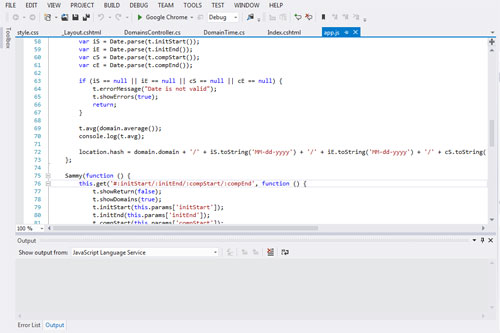 FILE EDIT VIEW PROJECT BUILD DEBUG TEAM TOOLS TEST WINDOW HELP
Google Chrome Debug
Toolbox
style.css _Layout.cshtml DomainsController.cs DomainTime.cs Index.cshtml app.js
58 var iS = Date.parse(t.initStart());
59 var iE = Date.parse(t.initEnd());
60 var cS = Date.parse(t.compStart());
61 var cE = Date.parse(t.compEnd());
62
63 if (iS == null || iE == null || cS == null || cE == null) {
64 t.errorMessage("Date is not valid");
65 t.showErrors(true);
66 return;
67 }
68
69 t.avg(domain.average());
70 console.log(t.avg);
71
72 location.hash = domain.domain + '/' + iS.toString('MM-dd-yyyy') + '/' + iE.toString('MM-dd-yyyy') + '/' + cS.toString(
73 };
74
75 Sammy(function () {
76 this.get('#:initStart/:initEnd/:compStart/:compEnd', function () {
77 t.showReturn(false);
78 t.showDomains(true);
79 t.initStart(this.params['initStart']);
80 t.initEnd(this.params['initEnd']);
81 t.compStart(this.params['compStart']);
100 %
Output
Show output from: JavaScript Language Service
Error List Output